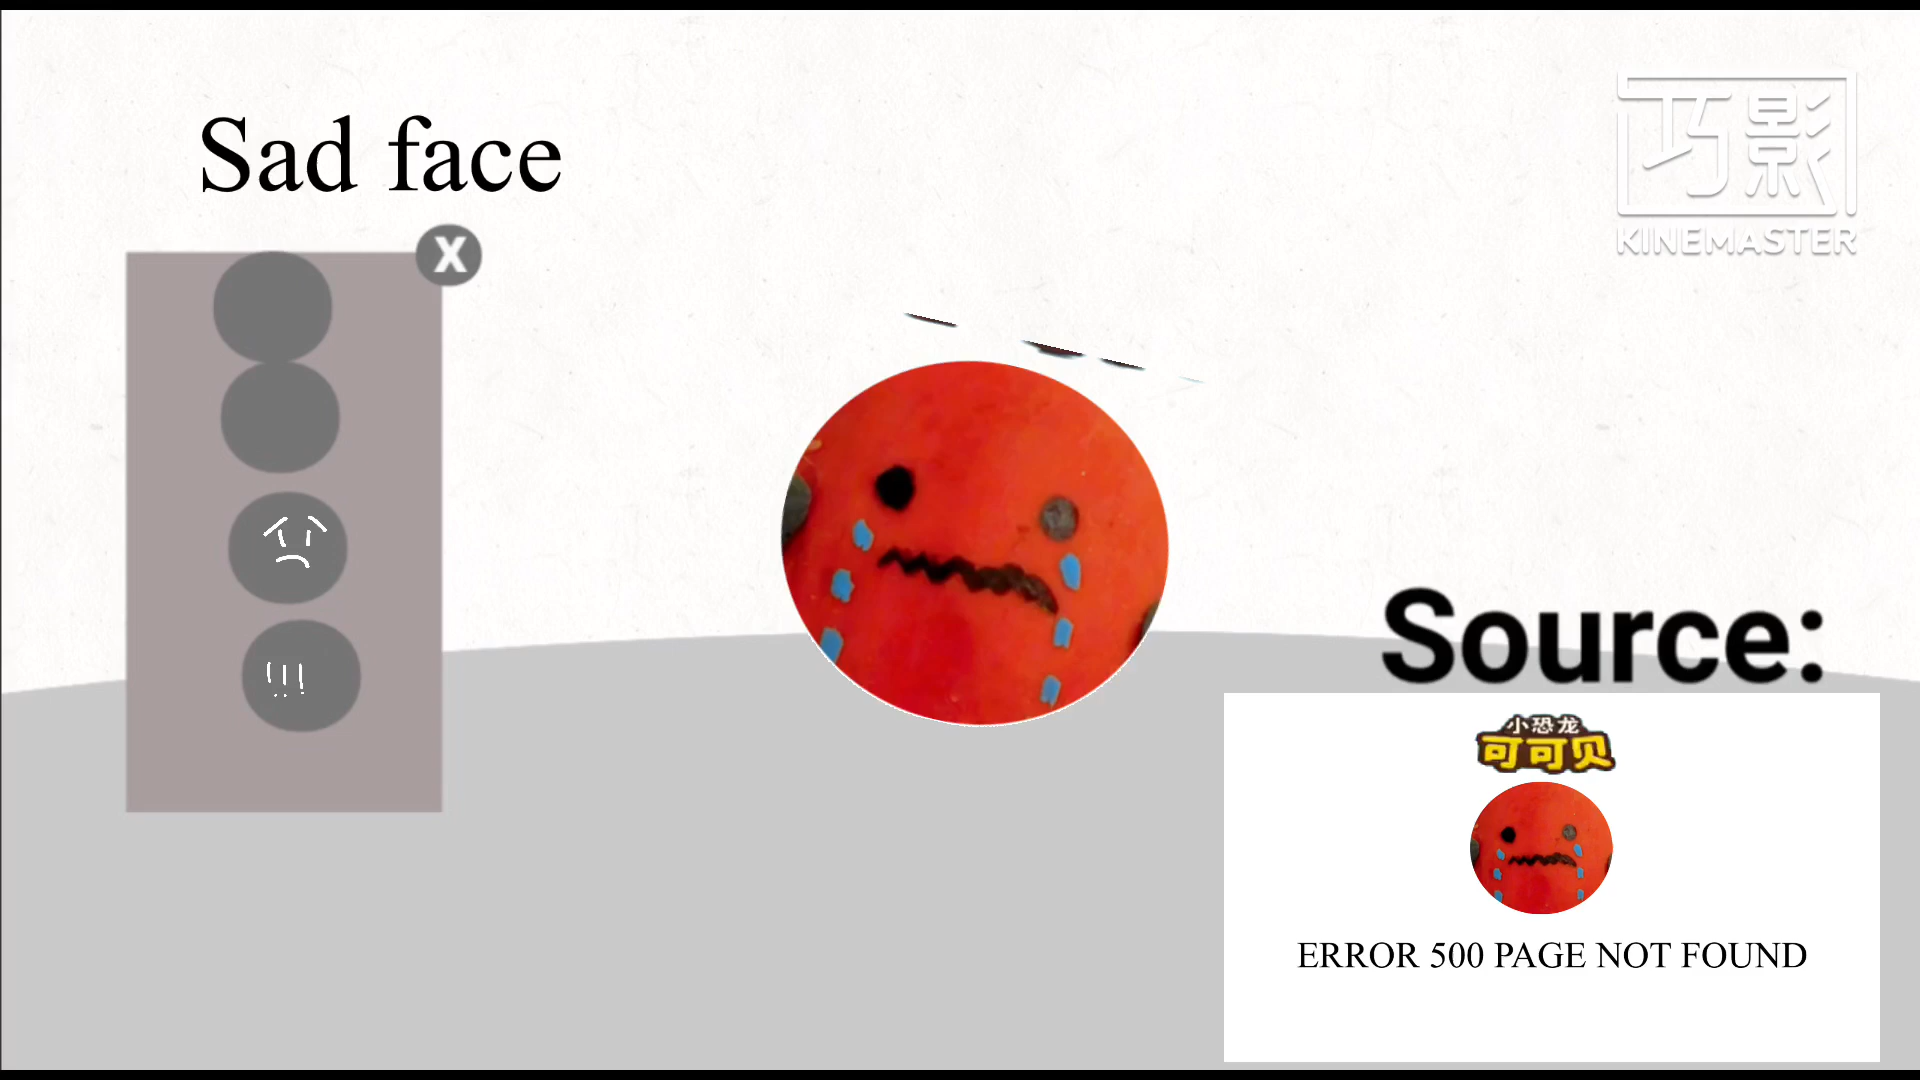 Sad face
巧影
KINEMASTER
X
!!!
Source:
小恐龙
可可贝
ERROR 500 PAGE NOT FOUND